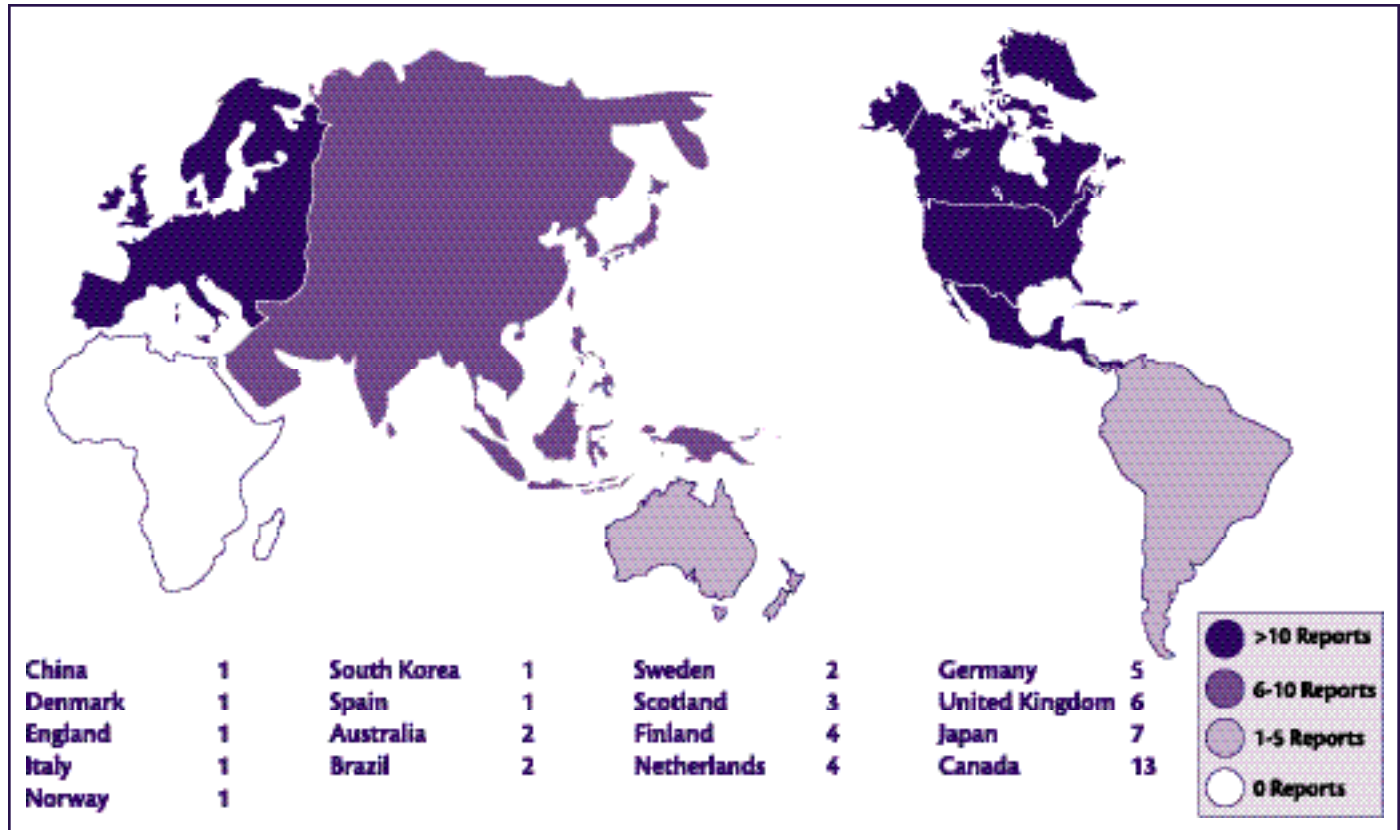 China 1
Denmark 1
England 1
Italy 1
Norway 1
South Korea 1
Spain 1
Australia 2
Brazil 2
Sweden 2
Scotland 3
Finland 4
Netherlands 4
Germany 5
United Kingdom 6
Japan 7
Canada 13
>10 Reports
6-10 Reports
1-5 Reports
0 Reports